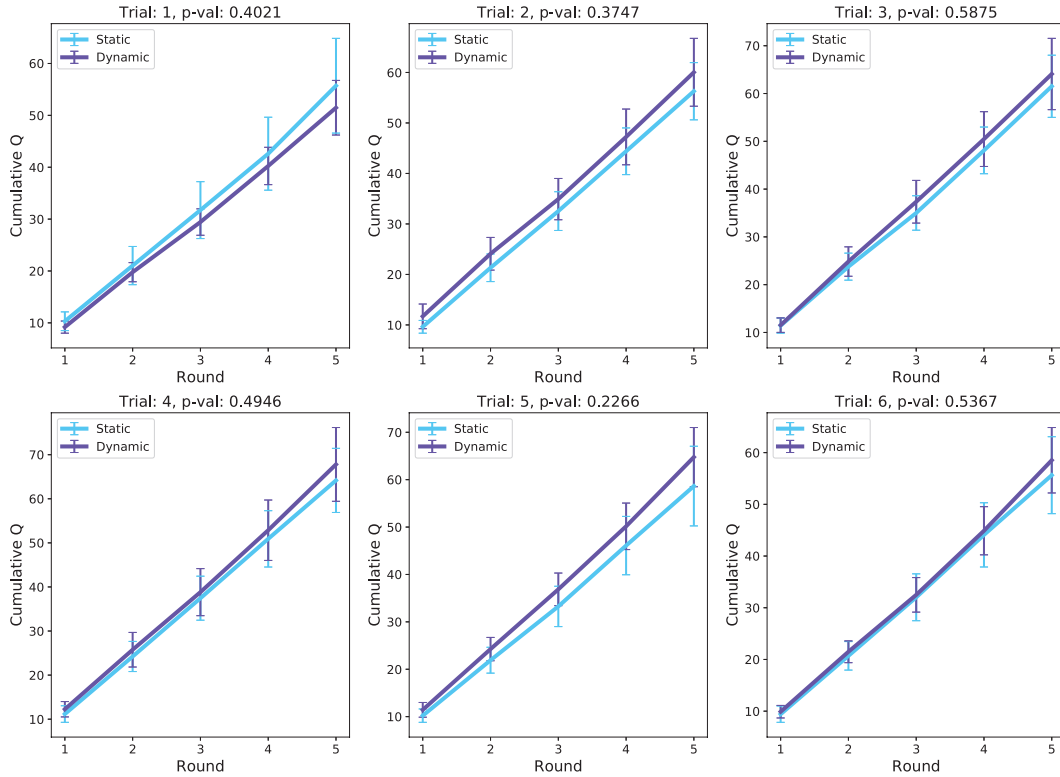 Trial: 1, p-val: 0.4021
Static
Dynamic
Cumulative Q
60
50
40
30
20
10
1 2 3 4 5
Round
Trial: 2, p-val: 0.3747
Static
Dynamic
Cumulative Q
60
50
40
30
20
10
1 2 3 4 5
Round
Trial: 3, p-val: 0.5875
Static
Dynamic
Cumulative Q
70
60
50
40
30
20
10
1 2 3 4 5
Round
Trial: 4, p-val: 0.4946
Static
Dynamic
Cumulative Q
70
60
50
40
30
20
10
1 2 3 4 5
Round
Trial: 5, p-val: 0.2266
Static
Dynamic
Cumulative Q
70
60
50
40
30
20
10
1 2 3 4 5
Round
Trial: 6, p-val: 0.5367
Static
Dynamic
Cumulative Q
60
50
40
30
20
10
1 2 3 4 5
Round